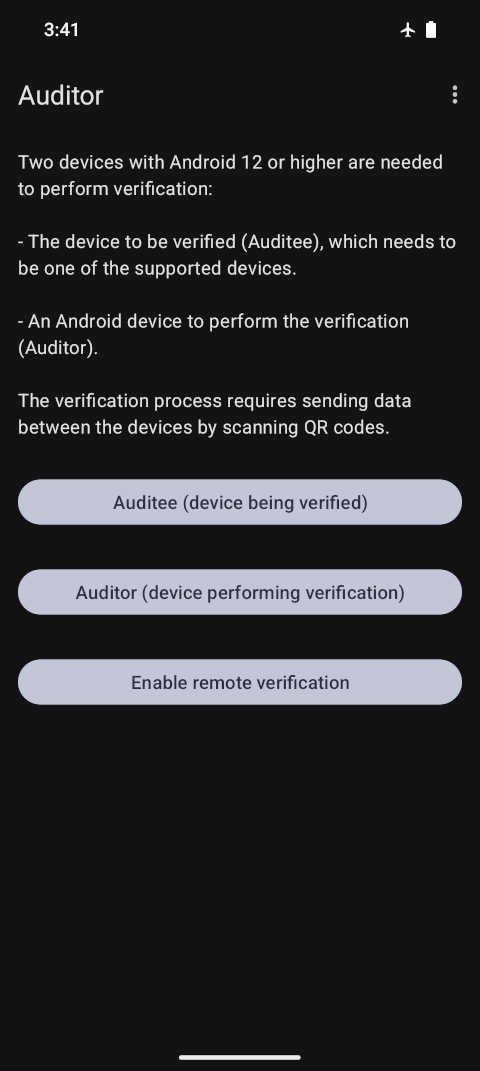 3:41
Auditor
Two devices with Android 12 or higher are needed
to perform verification:
- The device to be verified (Auditee), which needs to
be one of the supported devices.
- An Android device to perform the verification
(Auditor).
The verification process requires sending data
between the devices by scanning QR codes.
Auditee (device being verified)
Auditor (device performing verification)
Enable remote verification